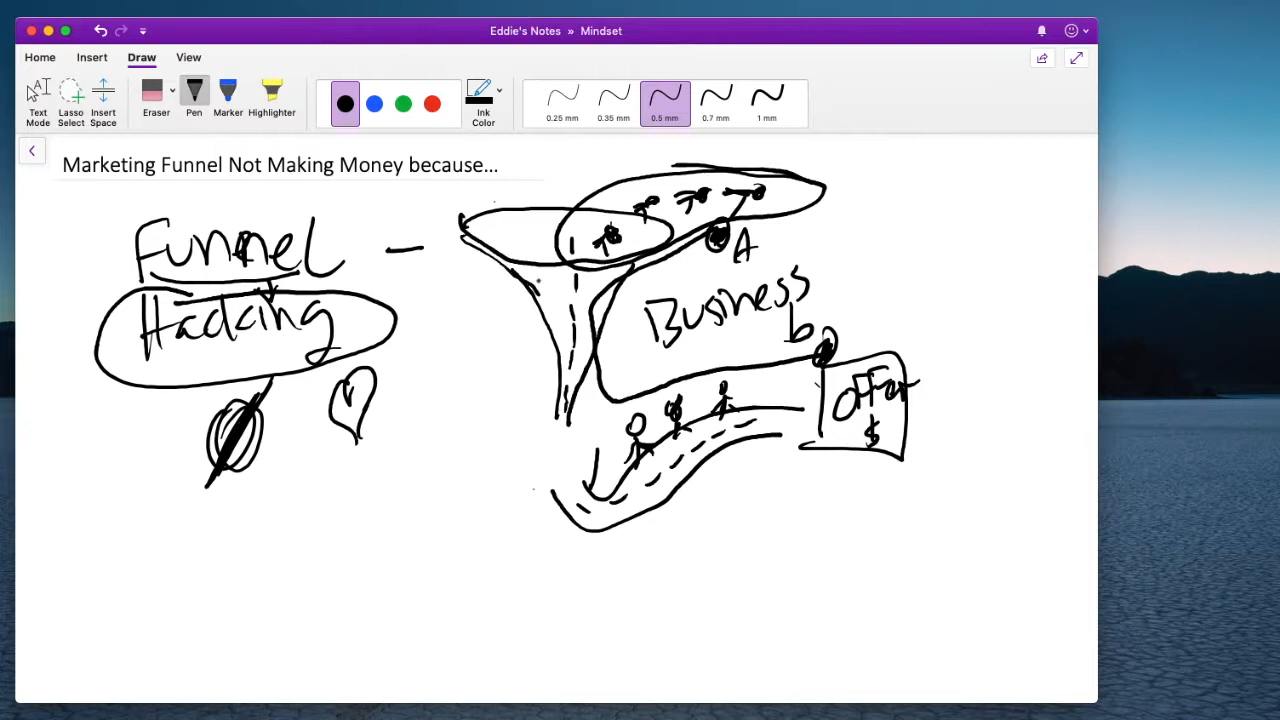 Eddie's Notes » Mindset
Home Insert Draw View
Text Mode
Lasso Select
Insert Space
Eraser
Pen
Marker
Highlighter
Ink Color
0.25 mm 0.35 mm 0.5 mm 0.7 mm 1 mm
Marketing Funnel Not Making Money because...
Funnel -
Hacking
A
Business
b
offer
$